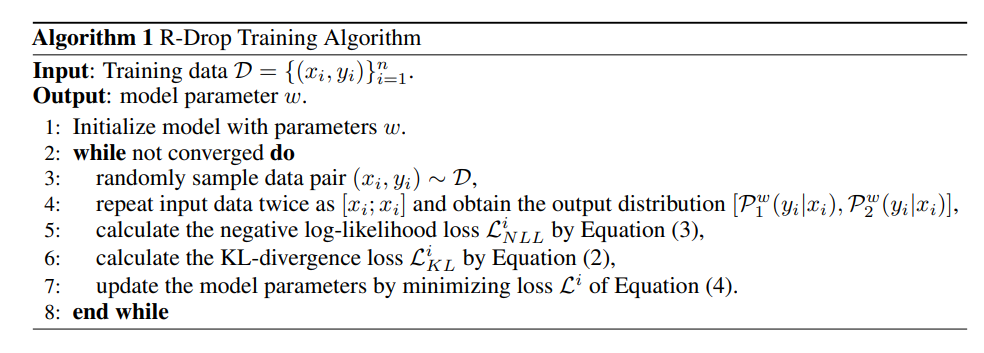 Algorithm 1 R-Drop Training Algorithm
Input: Training data $\mathcal{D} = \{(x_i, y_i)\}_{i=1}^{n}$.
Output: model parameter $w$.
1: Initialize model with parameters $w$.
2: while not converged do
3: randomly sample data pair $(x_i, y_i) \sim \mathcal{D}$,
4: repeat input data twice as $[x_i; x_i]$ and obtain the output distribution $[\mathcal{P}_1^w(y_i|x_i), \mathcal{P}_2^w(y_i|x_i)]$,
5: calculate the negative log-likelihood loss $\mathcal{L}_{NLL}^i$ by Equation (3),
6: calculate the KL-divergence loss $\mathcal{L}_{KL}^i$ by Equation (2),
7: update the model parameters by minimizing loss $\mathcal{L}^i$ of Equation (4).
8: end while